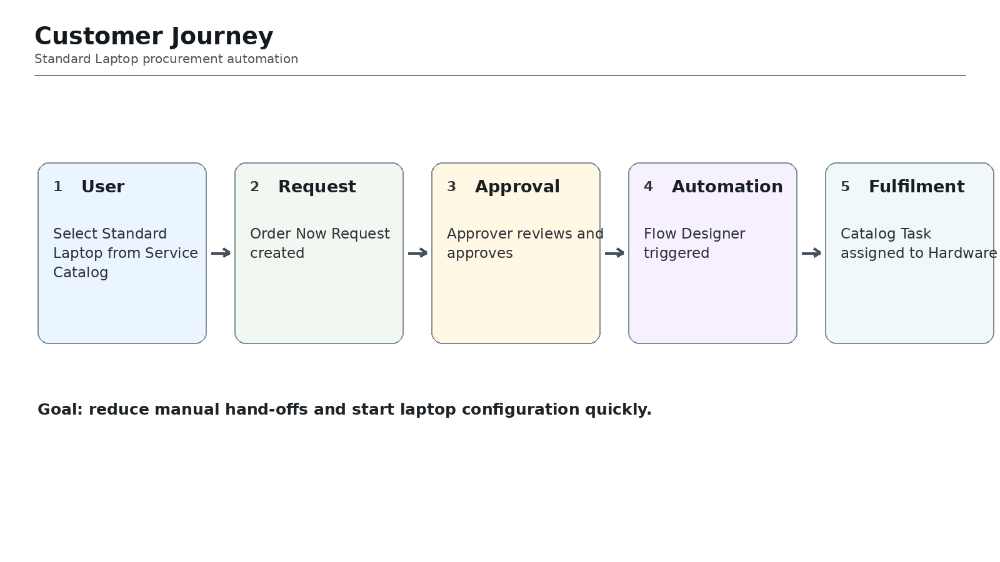 Customer Journey
Standard Laptop procurement automation
1 User
Select Standard
Laptop from Service
Catalog
2 Request
Order Now Request
created
3 Approval
Approver reviews and
approves
4 Automation
Flow Designer
triggered
5 Fulfilment
Catalog Task
assigned to Hardware
Goal: reduce manual hand-offs and start laptop configuration quickly.